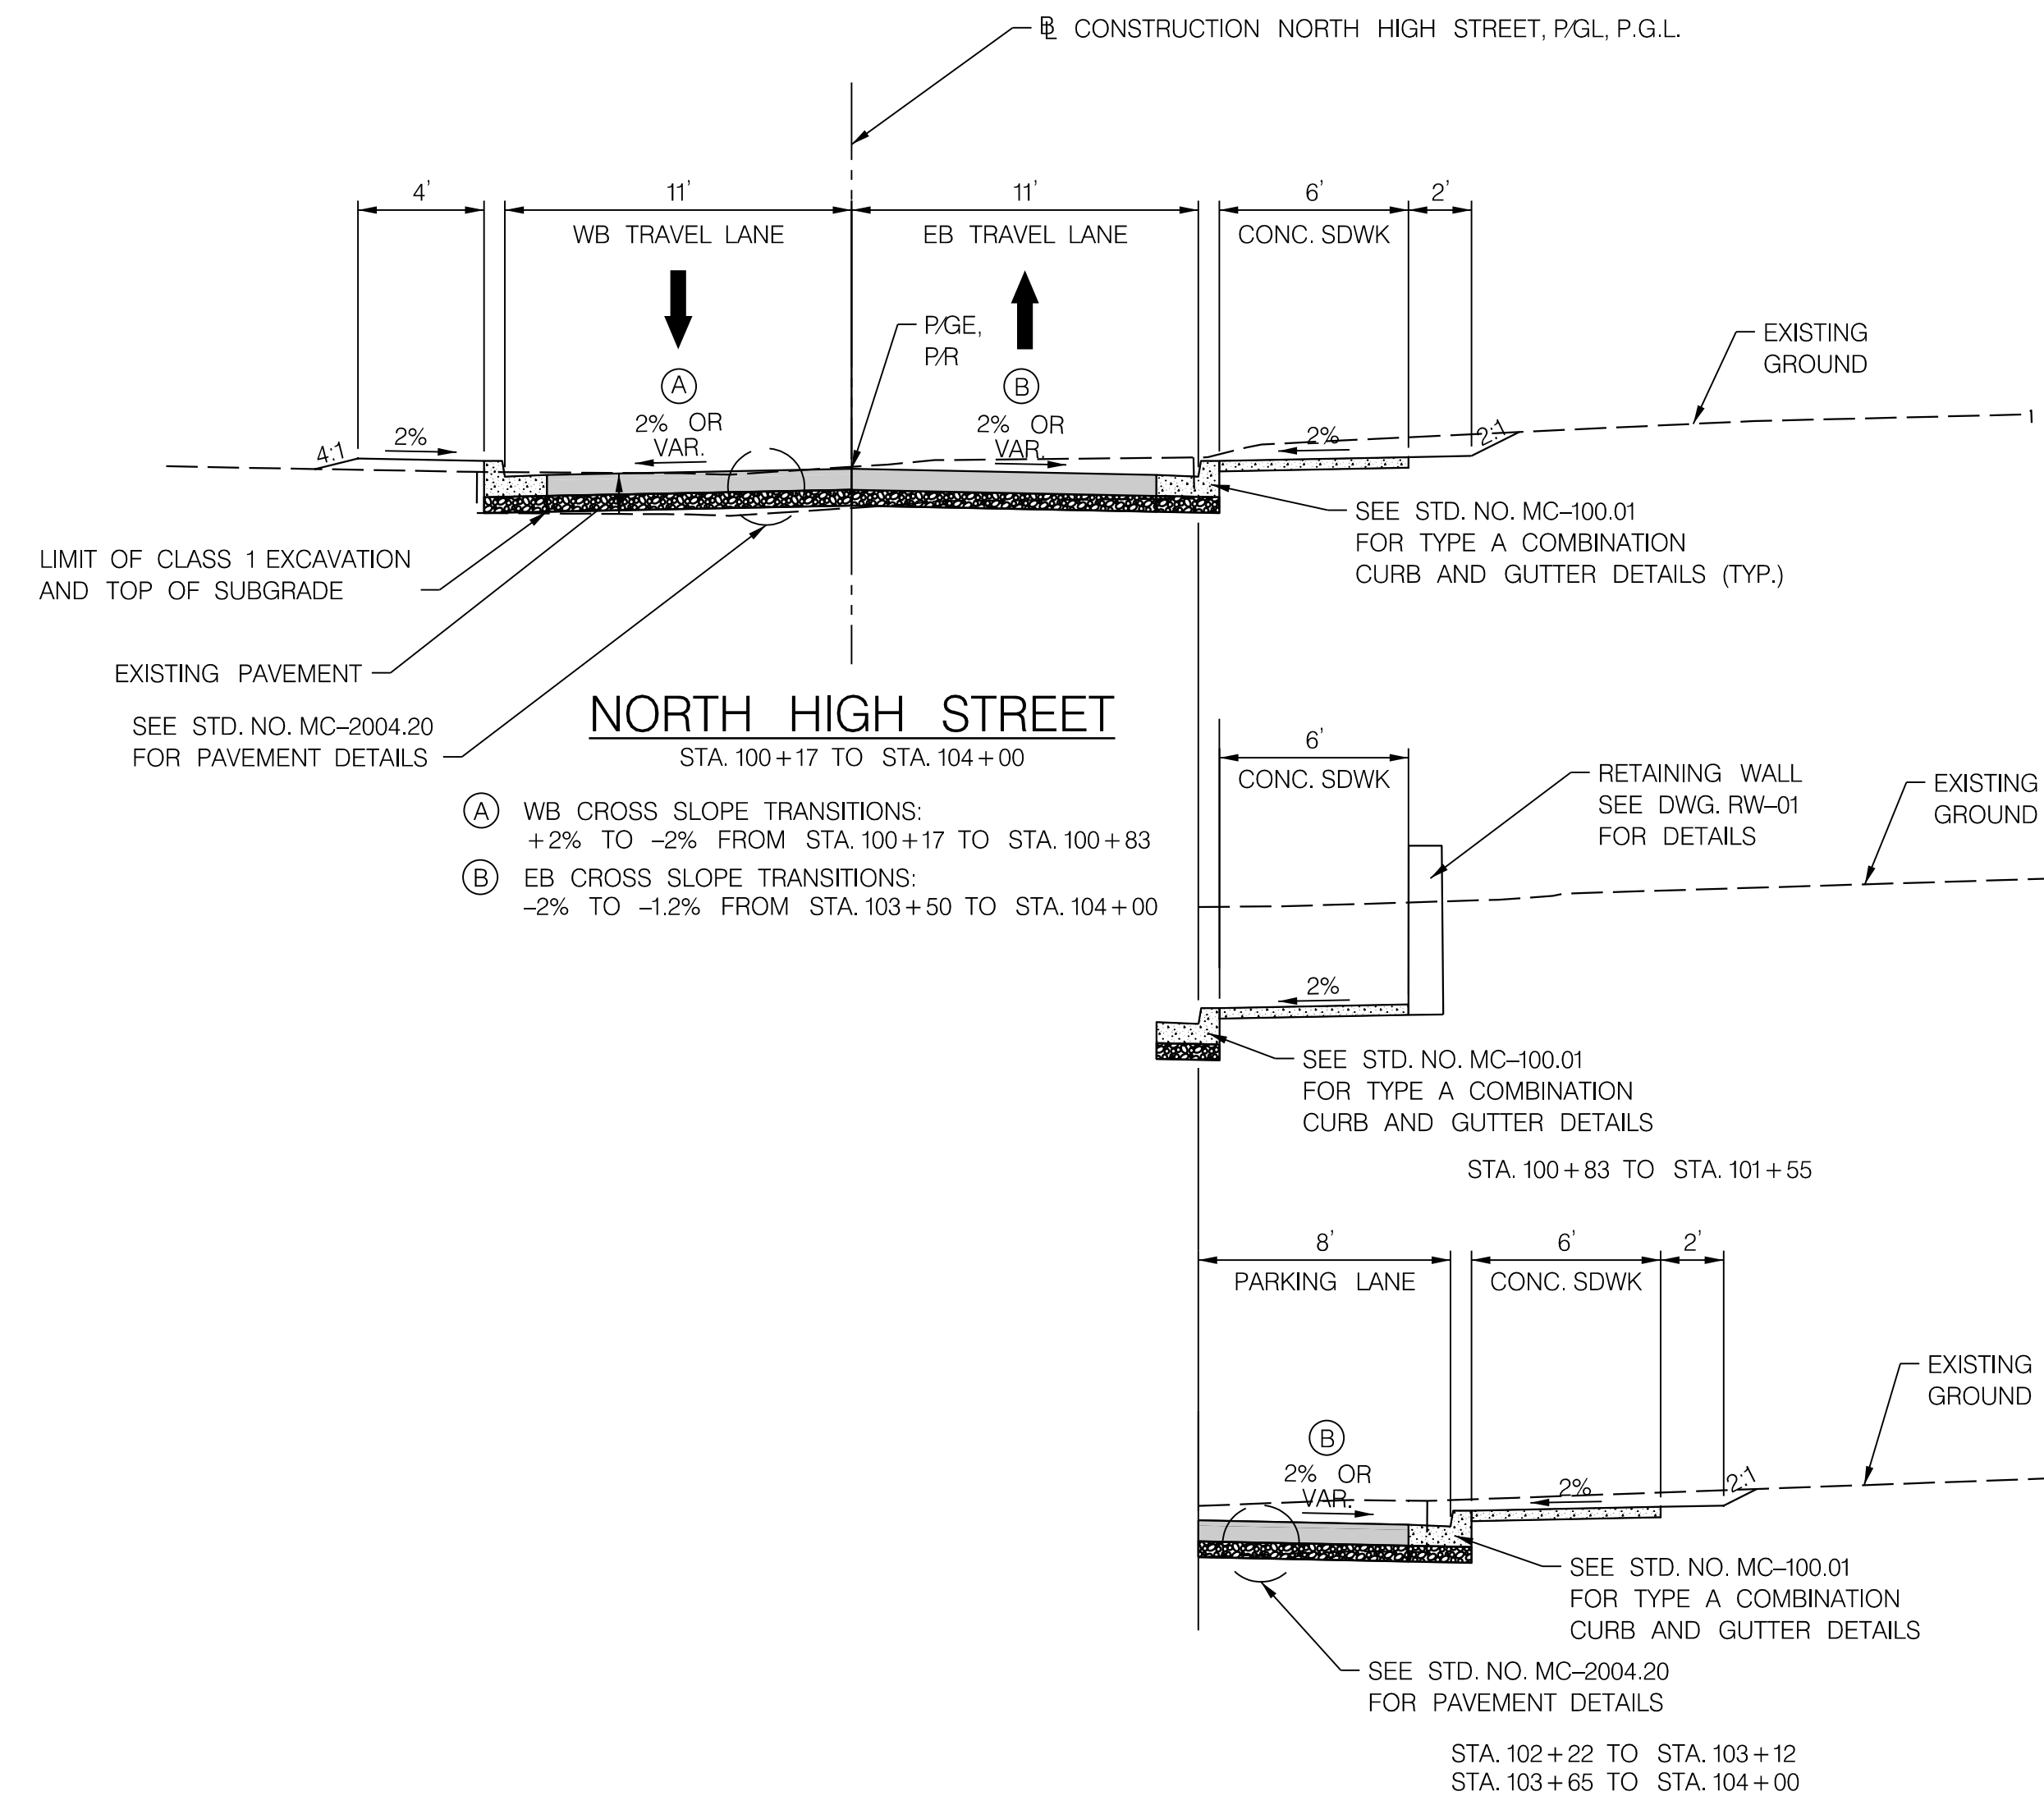 ℄ CONSTRUCTION NORTH HIGH STREET, P/GL, P.G.L.
4' 11' 11' 6' 2'
WB TRAVEL LANE EB TRAVEL LANE CONC. SDWK
P/GE,
P/R
EXISTING
GROUND
A B
2% OR
VAR.
2% OR
VAR.
4:1 2% 2% 2:1
SEE STD. NO. MC-100.01
FOR TYPE A COMBINATION
CURB AND GUTTER DETAILS (TYP.)
LIMIT OF CLASS 1 EXCAVATION
AND TOP OF SUBGRADE
EXISTING PAVEMENT
SEE STD. NO. MC-2004.20
FOR PAVEMENT DETAILS
NORTH HIGH STREET
STA. 100+17 TO STA. 104+00
A WB CROSS SLOPE TRANSITIONS:
+2% TO -2% FROM STA. 100+17 TO STA. 100+83
B EB CROSS SLOPE TRANSITIONS:
-2% TO -1.2% FROM STA. 103+50 TO STA. 104+00
6'
CONC. SDWK
RETAINING WALL
SEE DWG. RW-01
FOR DETAILS
EXISTING
GROUND
2%
SEE STD. NO. MC-100.01
FOR TYPE A COMBINATION
CURB AND GUTTER DETAILS
STA. 100+83 TO STA. 101+55
8' 6' 2'
PARKING LANE CONC. SDWK
EXISTING
GROUND
B
2% OR
VAR.
2% 2:1
SEE STD. NO. MC-100.01
FOR TYPE A COMBINATION
CURB AND GUTTER DETAILS
SEE STD. NO. MC-2004.20
FOR PAVEMENT DETAILS
STA. 102+22 TO STA. 103+12
STA. 103+65 TO STA. 104+00